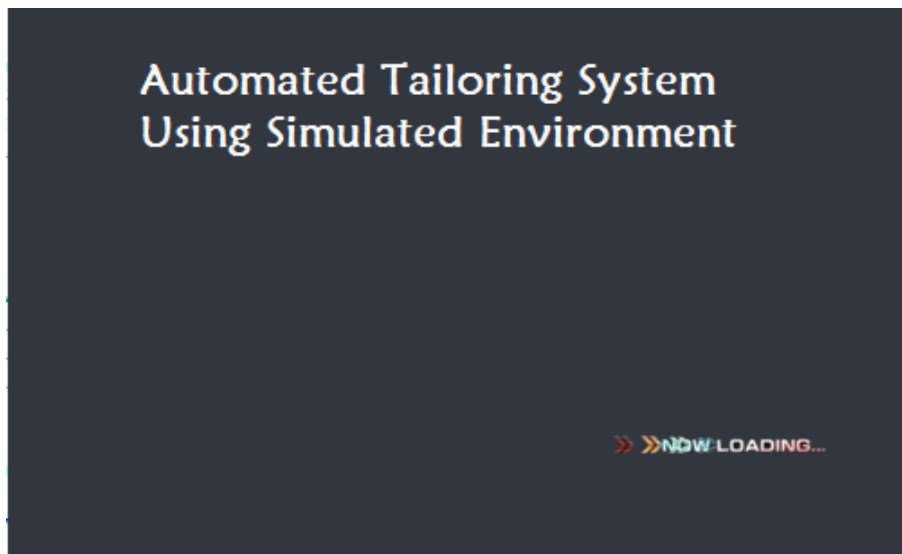 Automated Tailoring System
Using Simulated Environment
NOW LOADING...